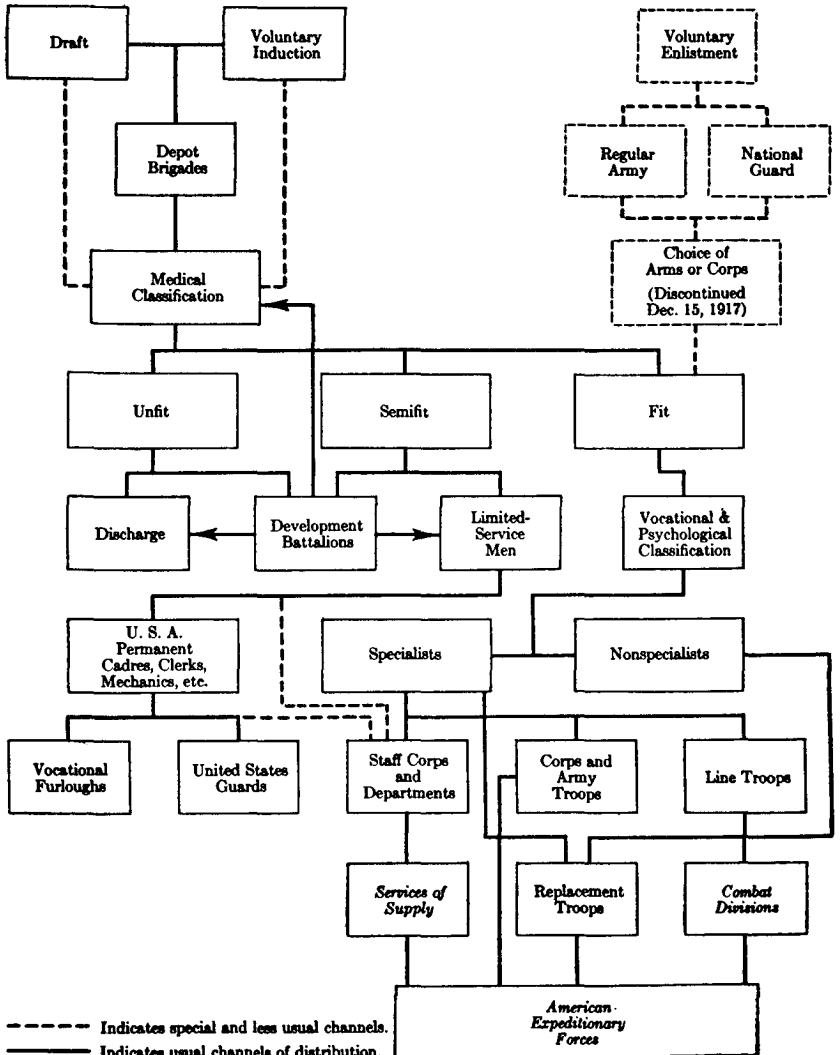 Draft
Voluntary
Induction
Voluntary
Enlistment
Depot
Brigades
Regular
Army
National
Guard
Medical
Classification
Choice of
Arms or Corps
(Discontinued
Dec. 15, 1917)
Unfit
Semifit
Fit
Discharge
Development
Battalions
Limited-
Service
Men
Vocational &
Psychological
Classification
U. S. A.
Permanent
Cadres, Clerks,
Mechanics, etc.
Specialists
Nonspecialists
Vocational
Furloughs
United States
Guards
Staff Corps
and
Departments
Corps and
Army
Troops
Line Troops
Services of
Supply
Replacement
Troops
Combat
Divisions
American
Expeditionary
Forces
Indicates special and less usual channels.
Indicates usual channels of distribution.